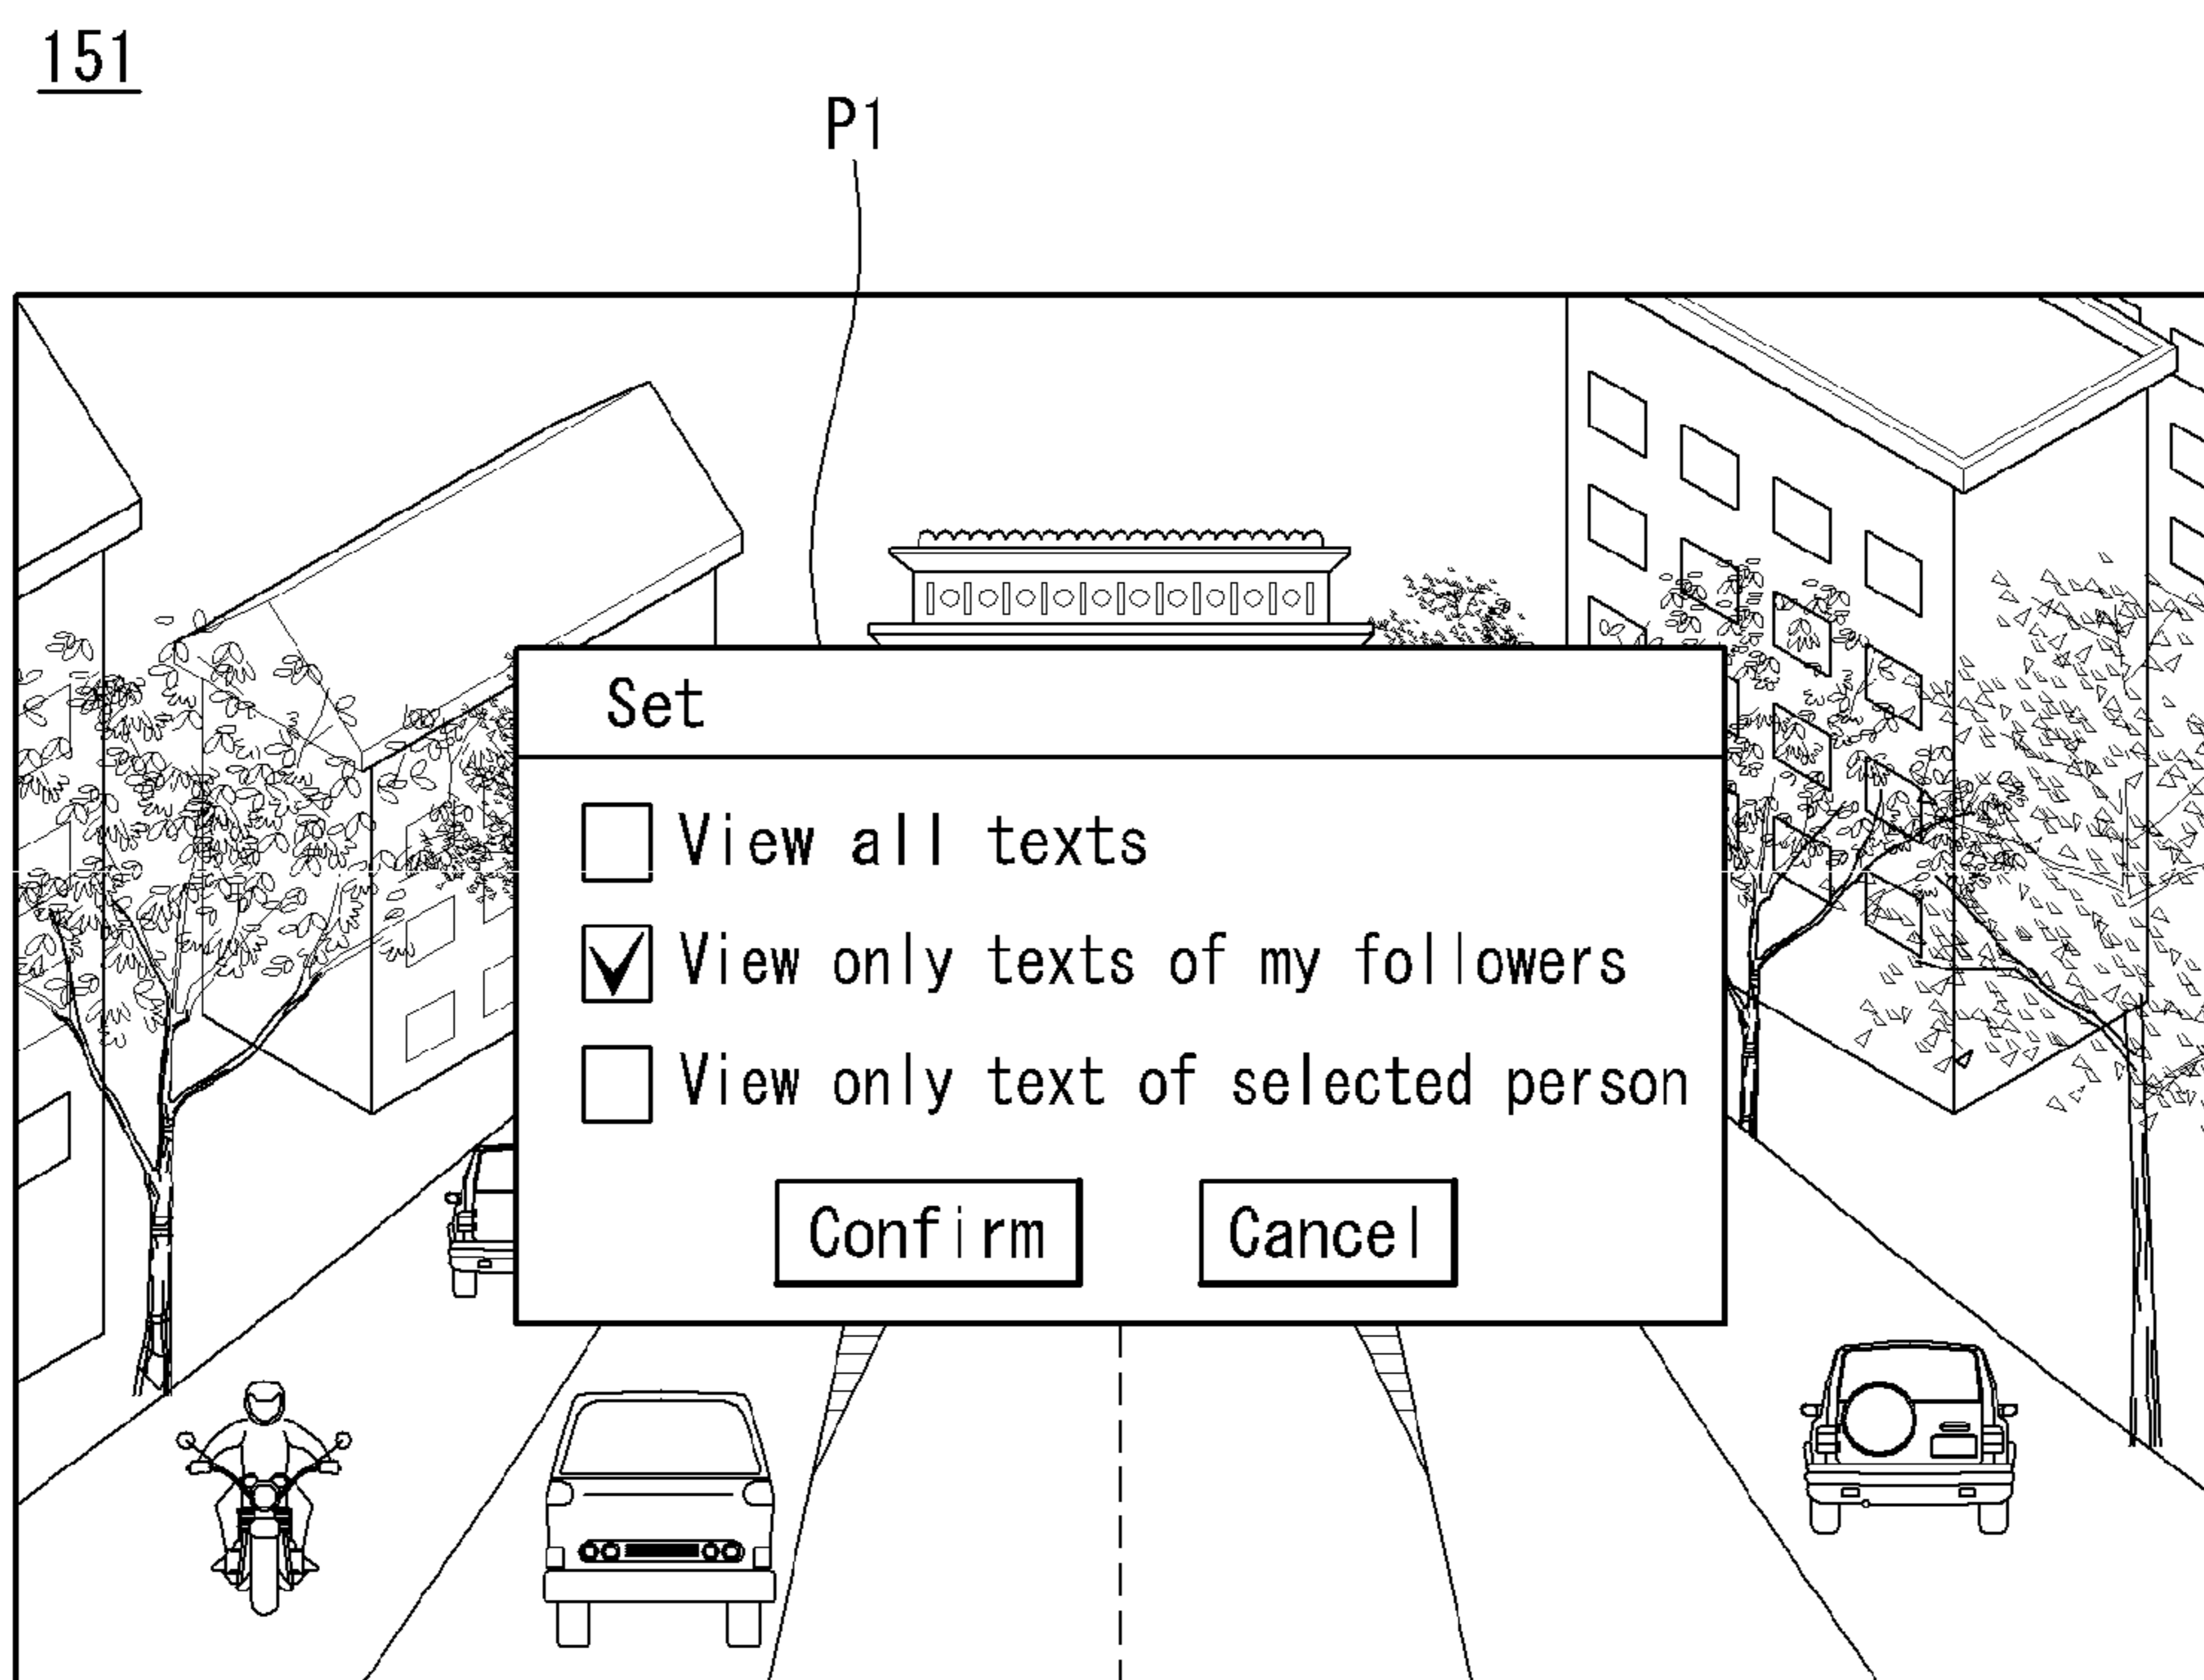 151
P1
Set
View all texts
View only texts of my followers
View only text of selected person
Confirm Cancel